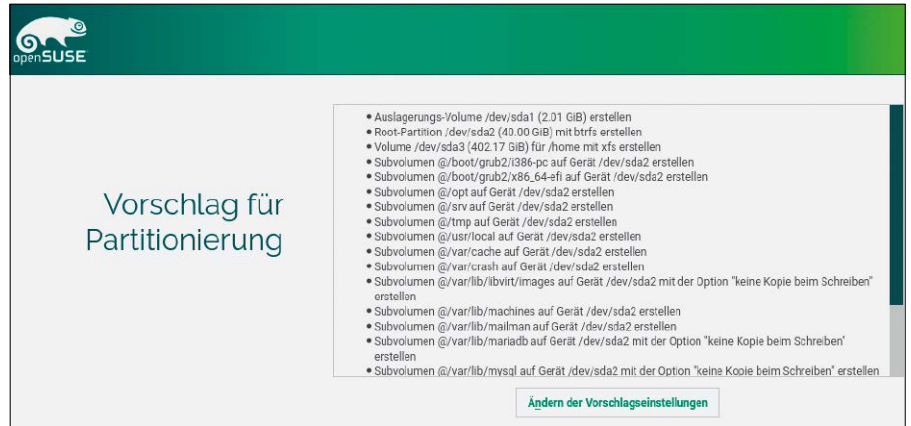 openSUSE
Vorschlag für
Partitionierung
• Auslagerungs-Volume /dev/sda1 (2.01 GiB) erstellen
• Root-Partition /dev/sda2 (40.00 GiB) mit btrfs erstellen
• Volume /dev/sda3 (402.17 GiB) für /home mit xfs erstellen
• Subvolumen @/boot/grub2/i386-pc auf Gerät /dev/sda2 erstellen
• Subvolumen @/boot/grub2/x86_64-efi auf Gerät /dev/sda2 erstellen
• Subvolumen @/opt auf Gerät /dev/sda2 erstellen
• Subvolumen @/srv auf Gerät /dev/sda2 erstellen
• Subvolumen @/tmp auf Gerät /dev/sda2 erstellen
• Subvolumen @/usr/local auf Gerät /dev/sda2 erstellen
• Subvolumen @/var/cache auf Gerät /dev/sda2 erstellen
• Subvolumen @/var/crash auf Gerät /dev/sda2 erstellen
• Subvolumen @/var/lib/libvirt/images auf Gerät /dev/sda2 mit der Option "keine Kopie beim Schreiben"
erstellen
• Subvolumen @/var/lib/machines auf Gerät /dev/sda2 erstellen
• Subvolumen @/var/lib/mailman auf Gerät /dev/sda2 erstellen
• Subvolumen @/var/lib/mariadb auf Gerät /dev/sda2 mit der Option "keine Kopie beim Schreiben"
erstellen
• Subvolumen @/var/lib/mysql auf Gerät /dev/sda2 mit der Option "keine Kopie beim Schreiben" erstellen
Ändern der Vorschlagseinstellungen